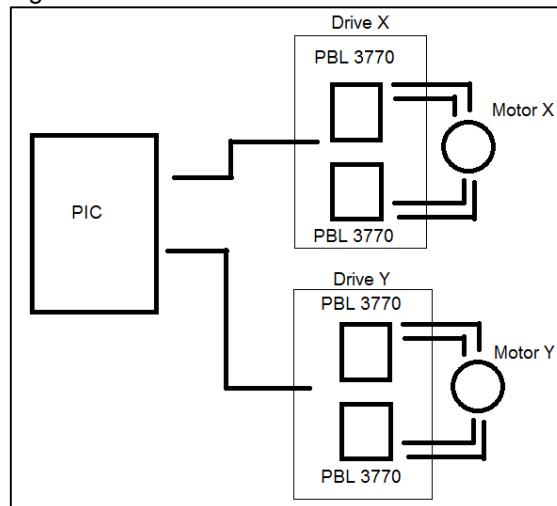 Drive X
PBL 3770
Motor X
PIC
PBL 3770
Drive Y
PBL 3770
Motor Y
PBL 3770